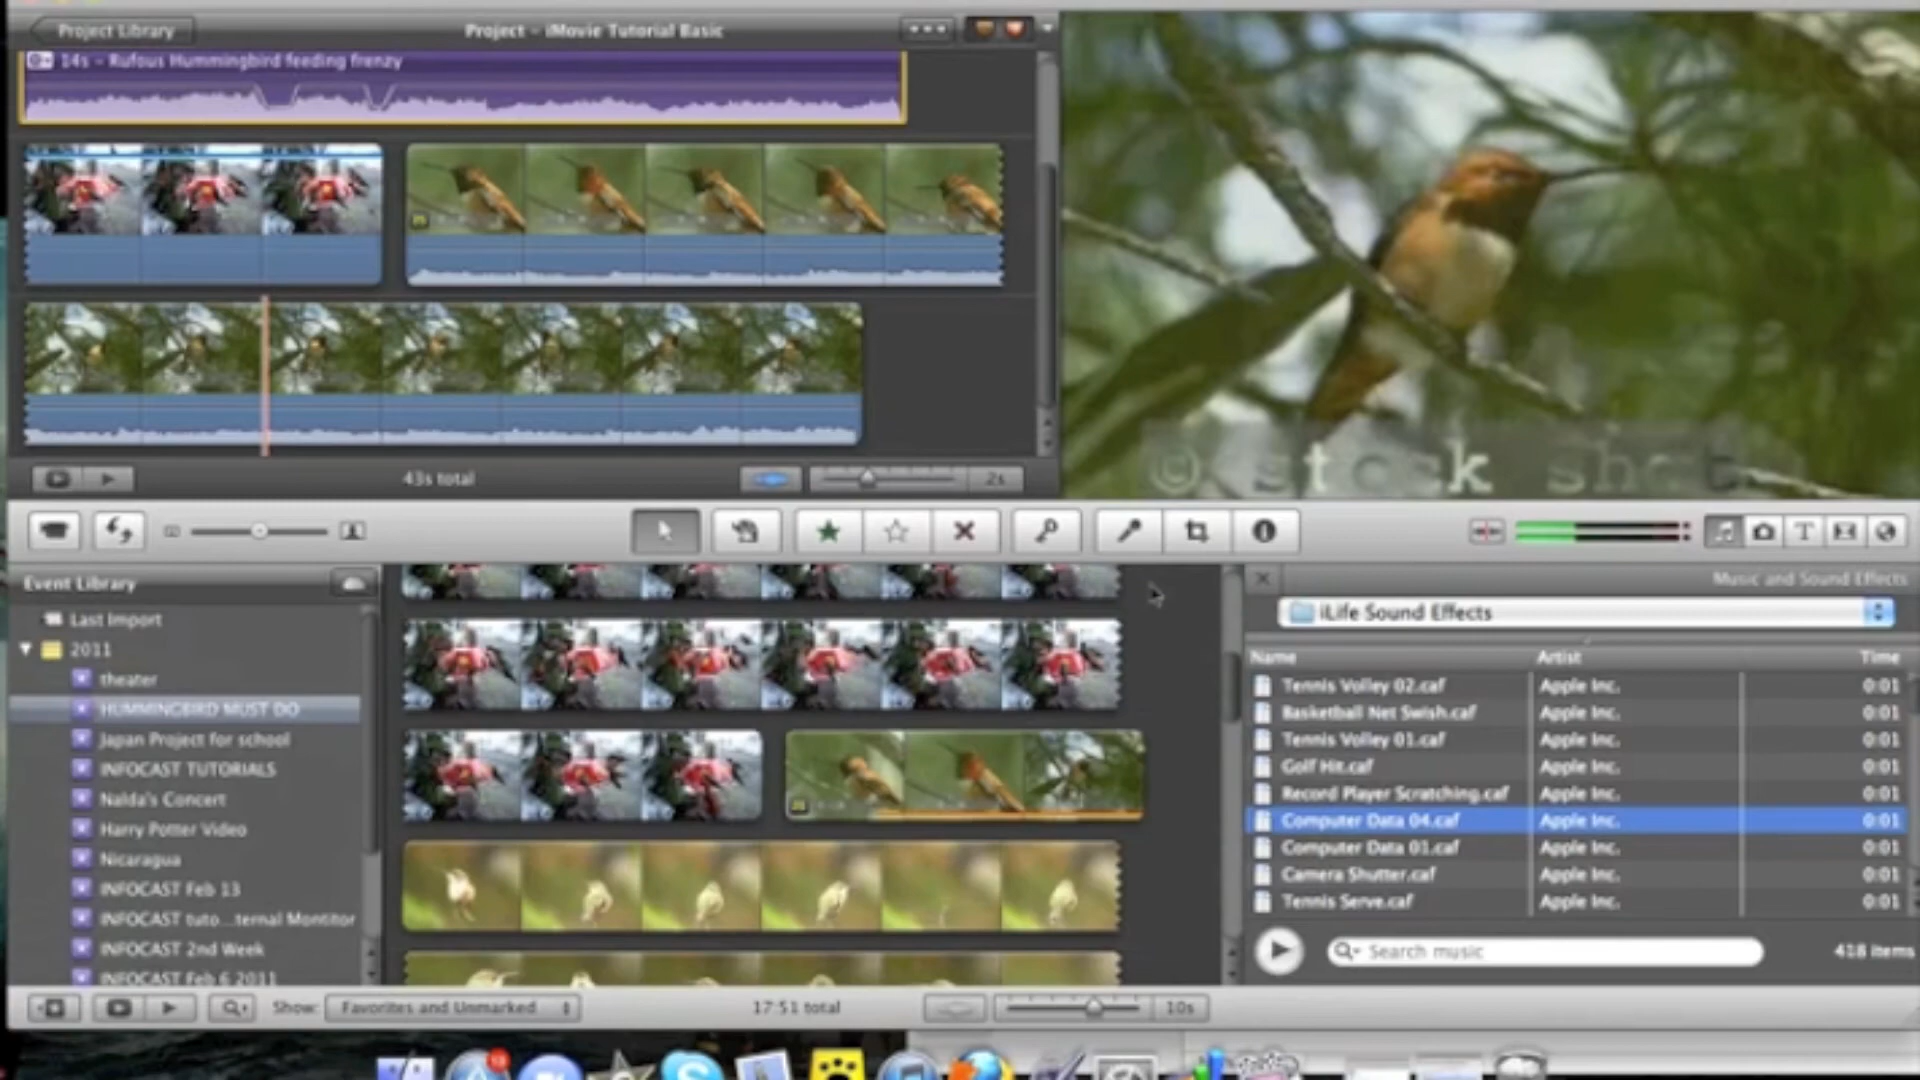 Project Library
Project - iMovie Tutorial Basic
14s - Rufous Hummingbird feeding frenzy
© stock shot
43s total
2s
Event Library
Last Import
2011
theater
HUMMINGBIRD MUST DO
Japan Project for school
INFOCAST TUTORIALS
Nalda's Concert
Harry Potter Video
Nicaragua
INFOCAST Feb 13
INFOCAST tuto...ternal Montitor
INFOCAST 2nd Week
INFOCAST Feb 6 2011
Music and Sound Effects
iLife Sound Effects
Name Artist Time
Tennis Volley 02.caf Apple Inc. 0:01
Basketball Net Swish.caf Apple Inc. 0:01
Tennis Volley 01.caf Apple Inc. 0:01
Golf Hit.caf Apple Inc. 0:01
Record Player Scratching.caf Apple Inc. 0:01
Computer Data 04.caf Apple Inc. 0:01
Computer Data 01.caf Apple Inc. 0:01
Camera Shutter.caf Apple Inc. 0:01
Tennis Serve.caf Apple Inc. 0:01
Search music
418 items
Show: Favorites and Unmarked
17:51 total
10s